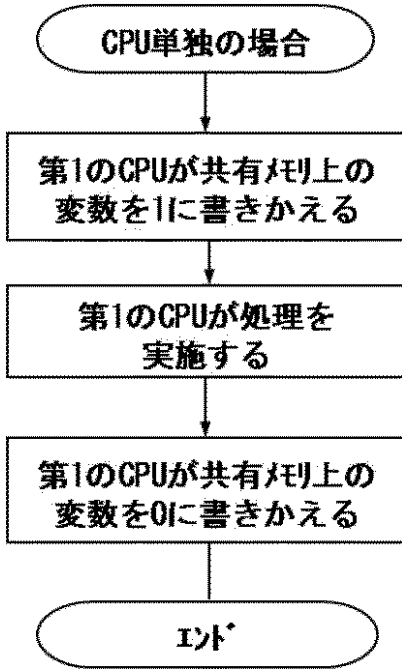 CPU単独の場合
第1のCPUが共有ﾒﾓﾘ上の
変数を1に書きかえる
第1のCPUが処理を
実施する
第1のCPUが共有ﾒﾓﾘ上の
変数を0に書きかえる
ｴﾝﾄﾞ